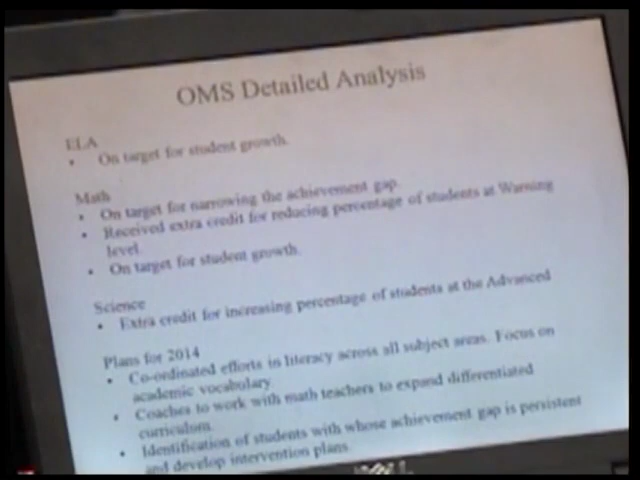 OMS Detailed Analysis
ELA
• On target for student growth.
Math
• On target for narrowing the achievement gap.
• Received extra credit for reducing percentage of students at Warning
level.
• On target for student growth.
Science
• Extra credit for increasing percentage of students at the Advanced
Plans for 2014
• Co-ordinated efforts in literacy across all subject areas. Focus on
academic vocabulary.
• Coaches to work with math teachers to expand differentiated
curriculum.
• Identification of students with whose achievement gap is persistent
and develop intervention plans.
DELL